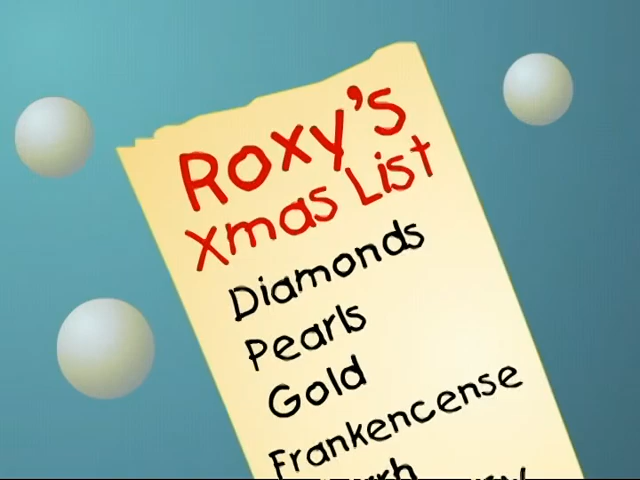 Roxy's
Xmas List
Diamonds
Pearls
Gold
Frankencense